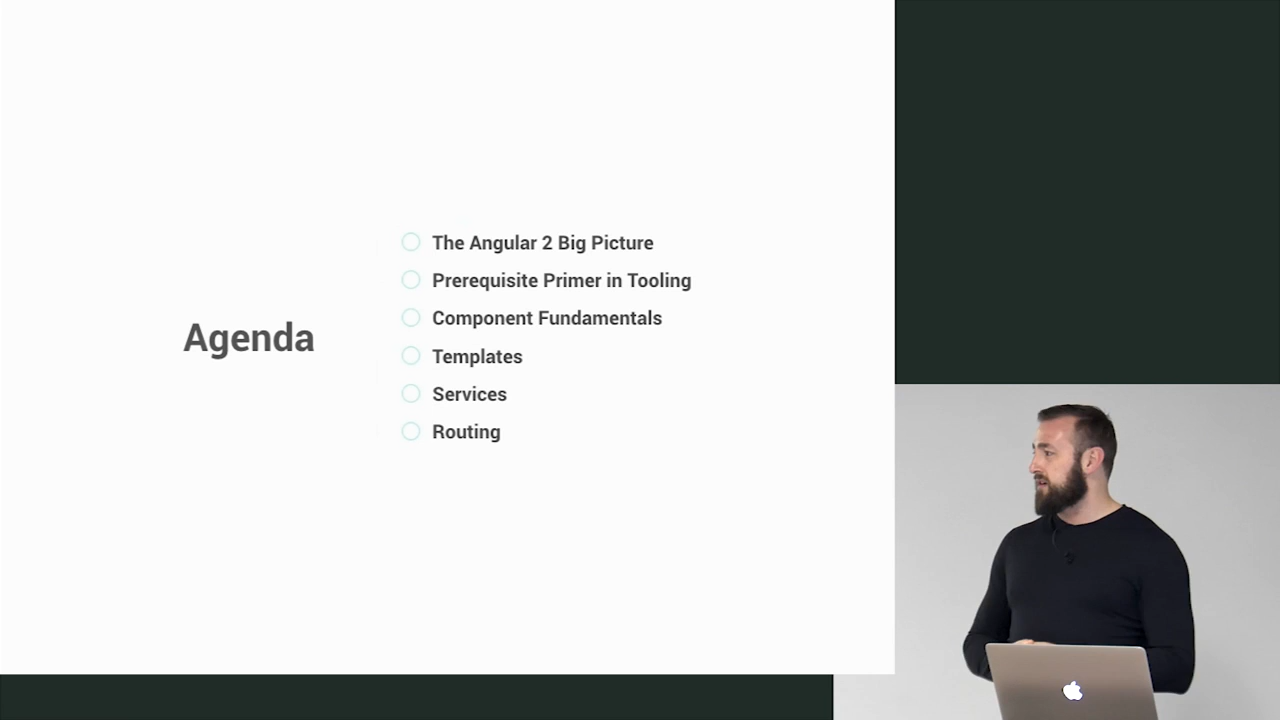 Agenda
The Angular 2 Big Picture
Prerequisite Primer in Tooling
Component Fundamentals
Templates
Services
Routing